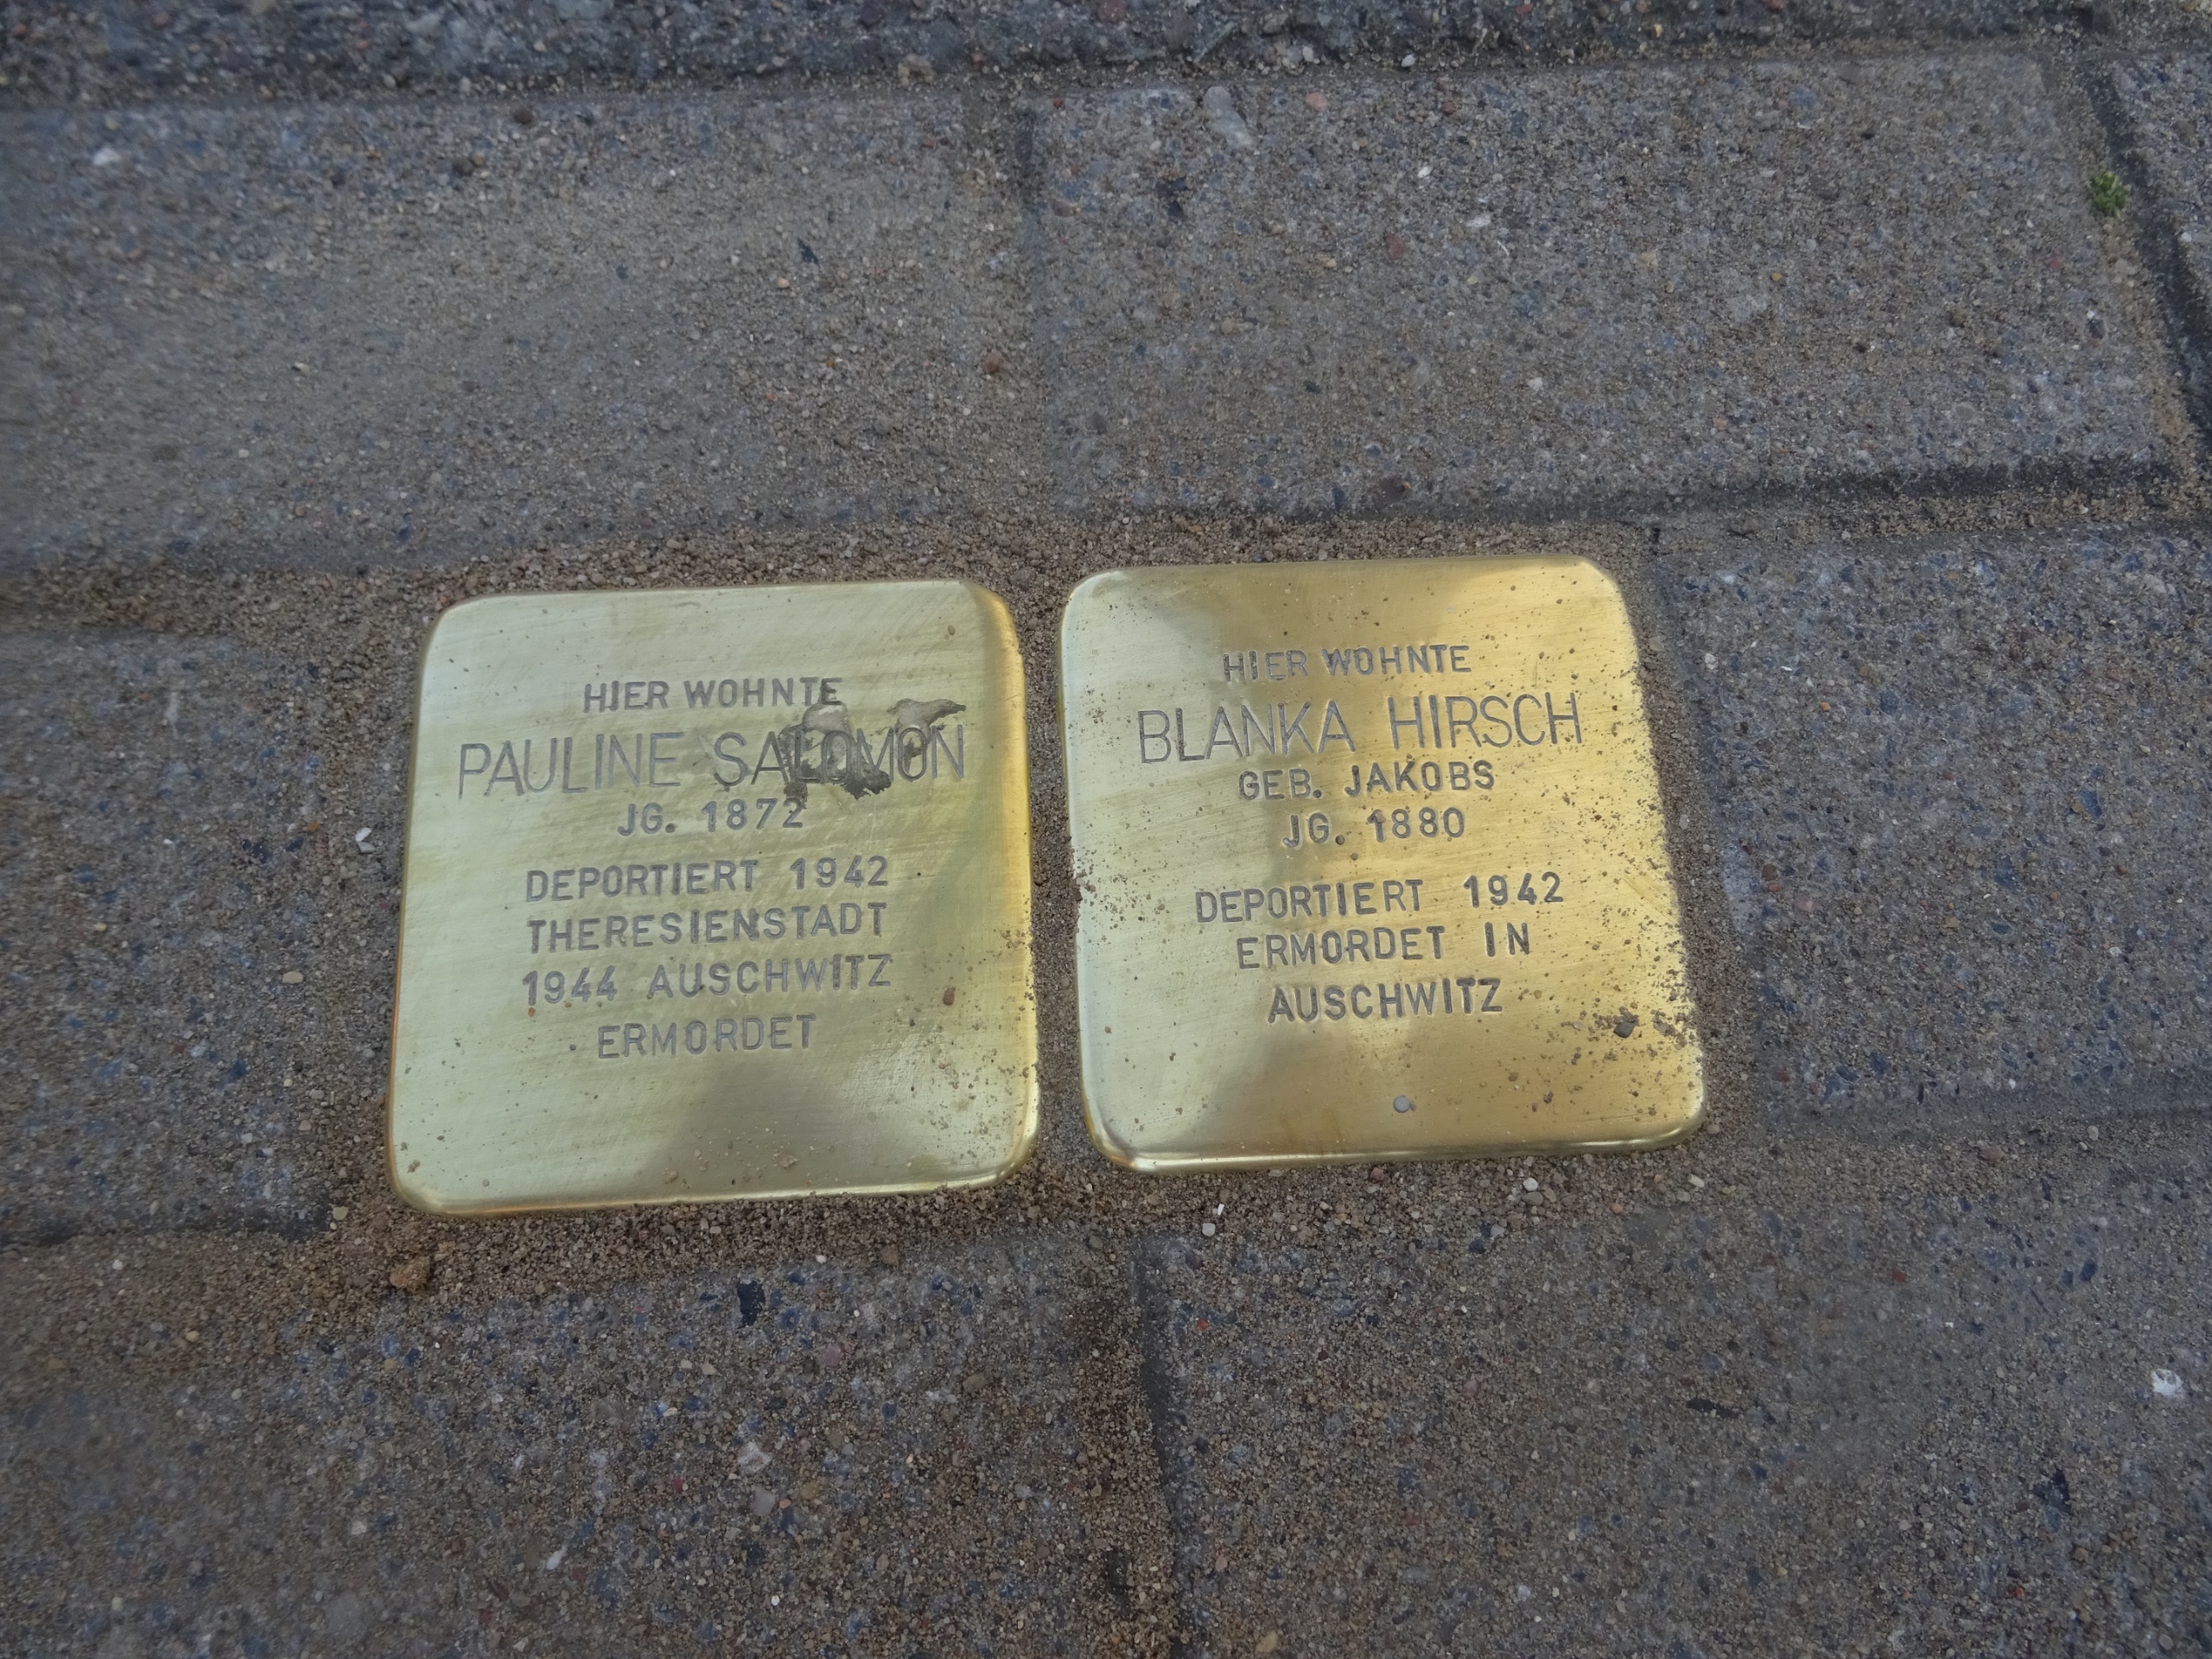 HIER WOHNTE
PAULINE SALOMON
JG. 1872
DEPORTIERT 1942
THERESIENSTADT
1944 AUSCHWITZ
ERMORDET
HIER WOHNTE
BLANKA HIRSCH
GEB. JAKOBS
JG. 1880
DEPORTIERT 1942
ERMORDET IN
AUSCHWITZ